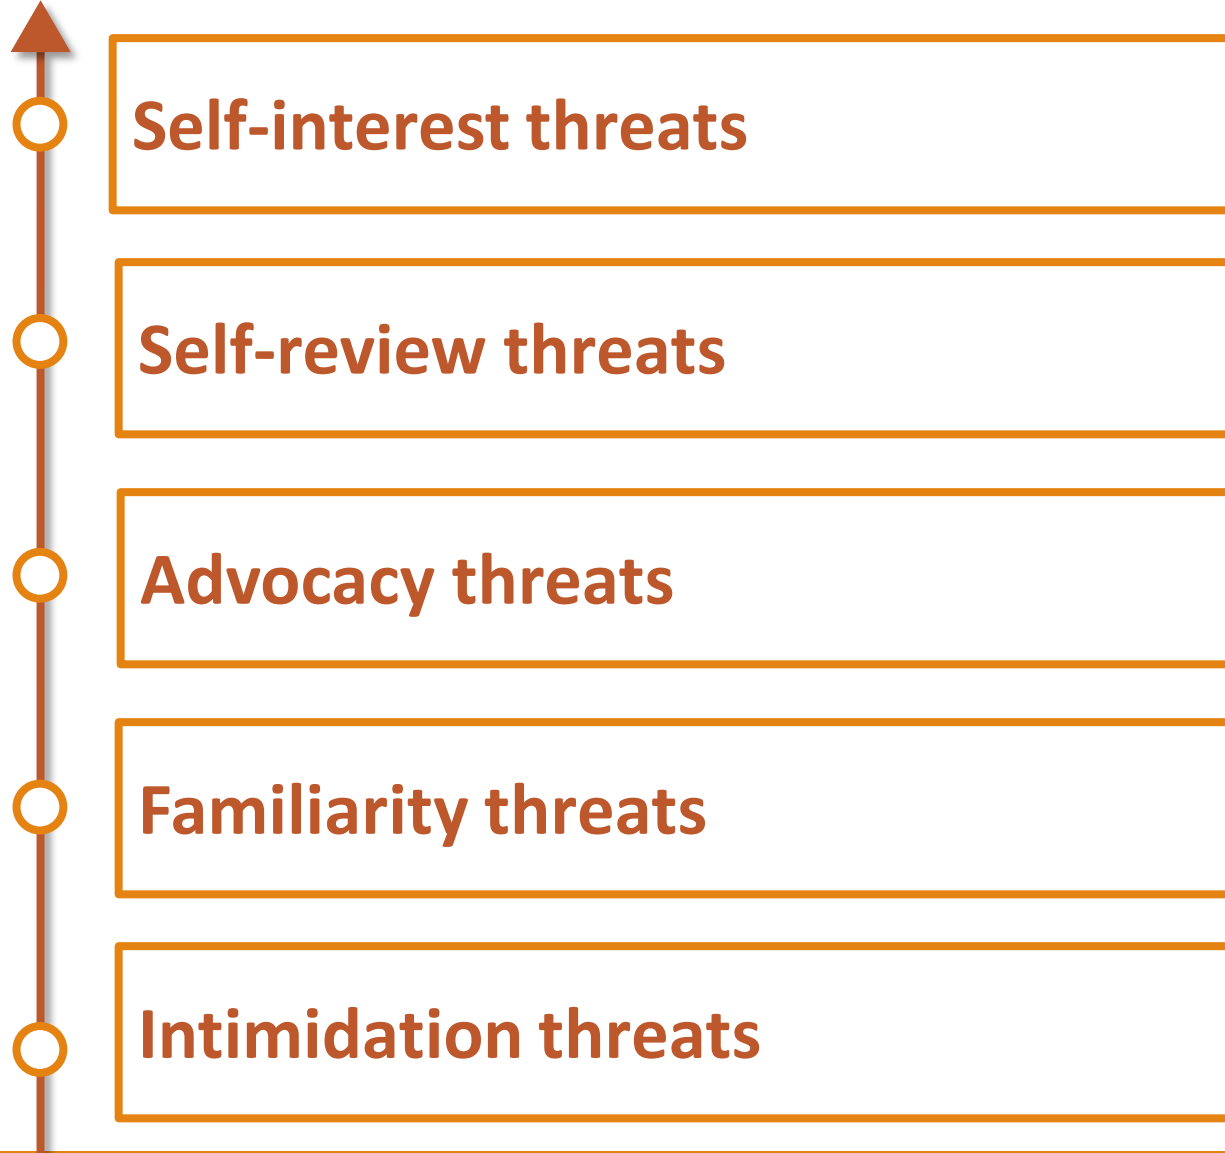 Self-interest threats
Self-review threats
Advocacy threats
Familiarity threats
Intimidation threats